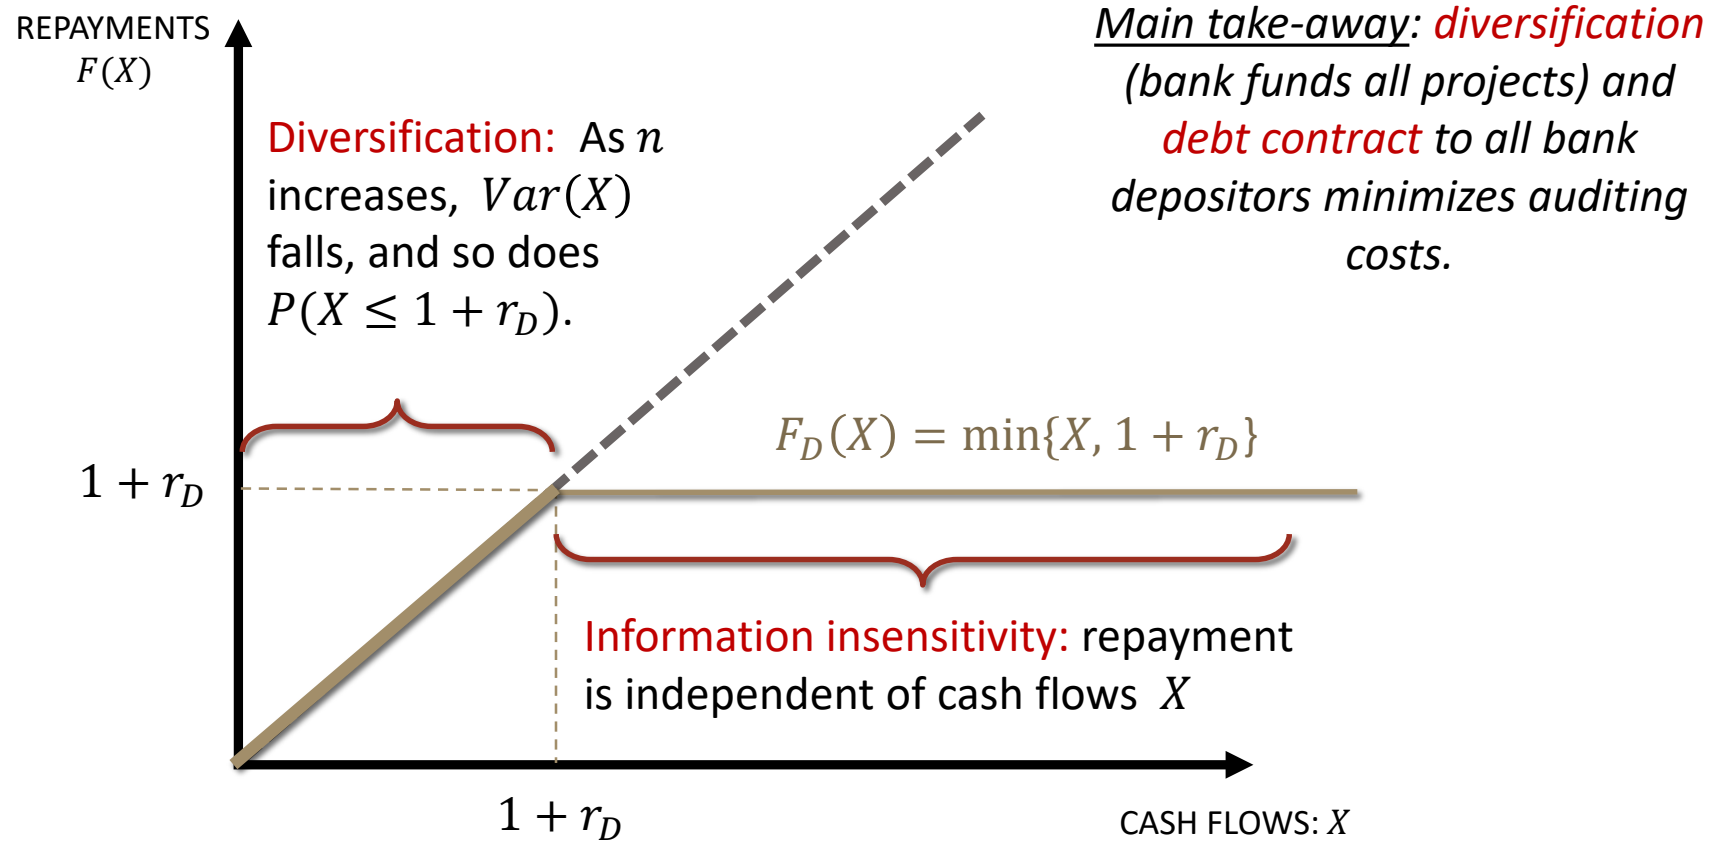 REPAYMENTS
F(X)
Main take-away: diversification
(bank funds all projects) and
debt contract to all bank
depositors minimizes auditing
costs.
Diversification: As n
increases, Var(X)
falls, and so does
P(X ≤ 1 + r_D).
F_D(X) = min{X, 1 + r_D}
1 + r_D
Information insensitivity: repayment
is independent of cash flows X
1 + r_D
CASH FLOWS: X